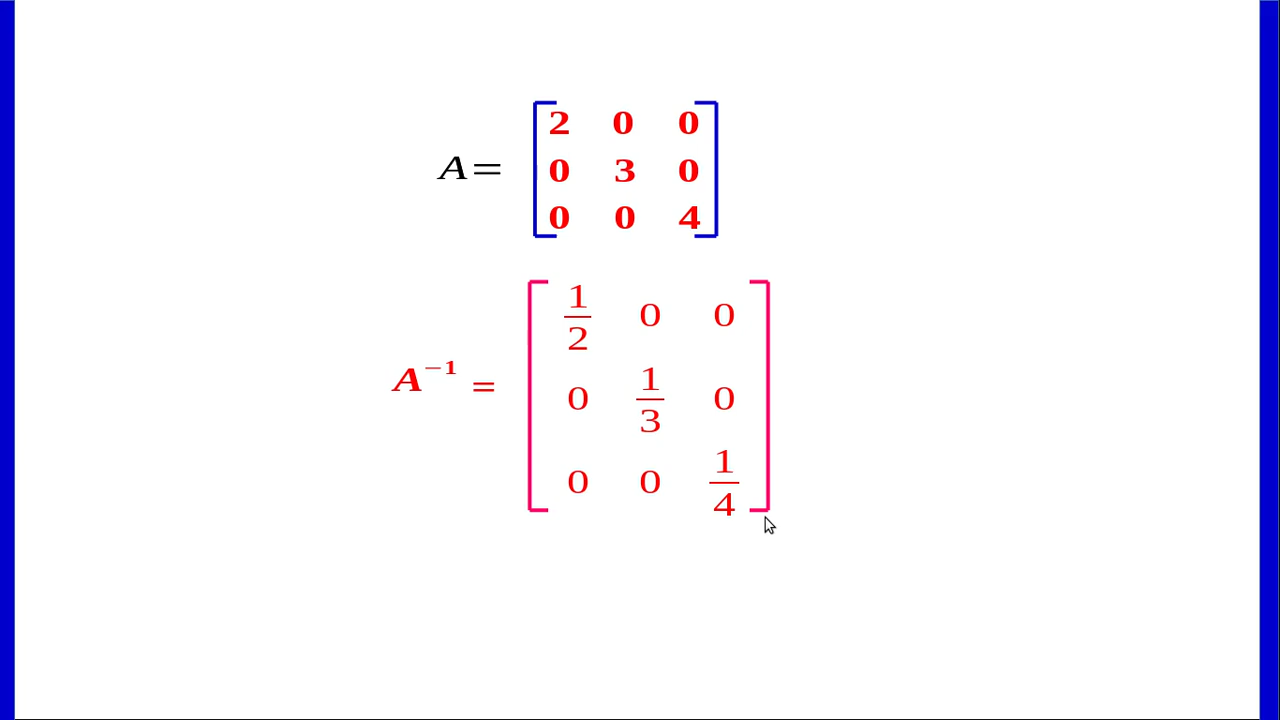 A= [2 0 0
0 3 0
0 0 4]
A⁻¹ = [1/2 0 0
0 1/3 0
0 0 1/4]